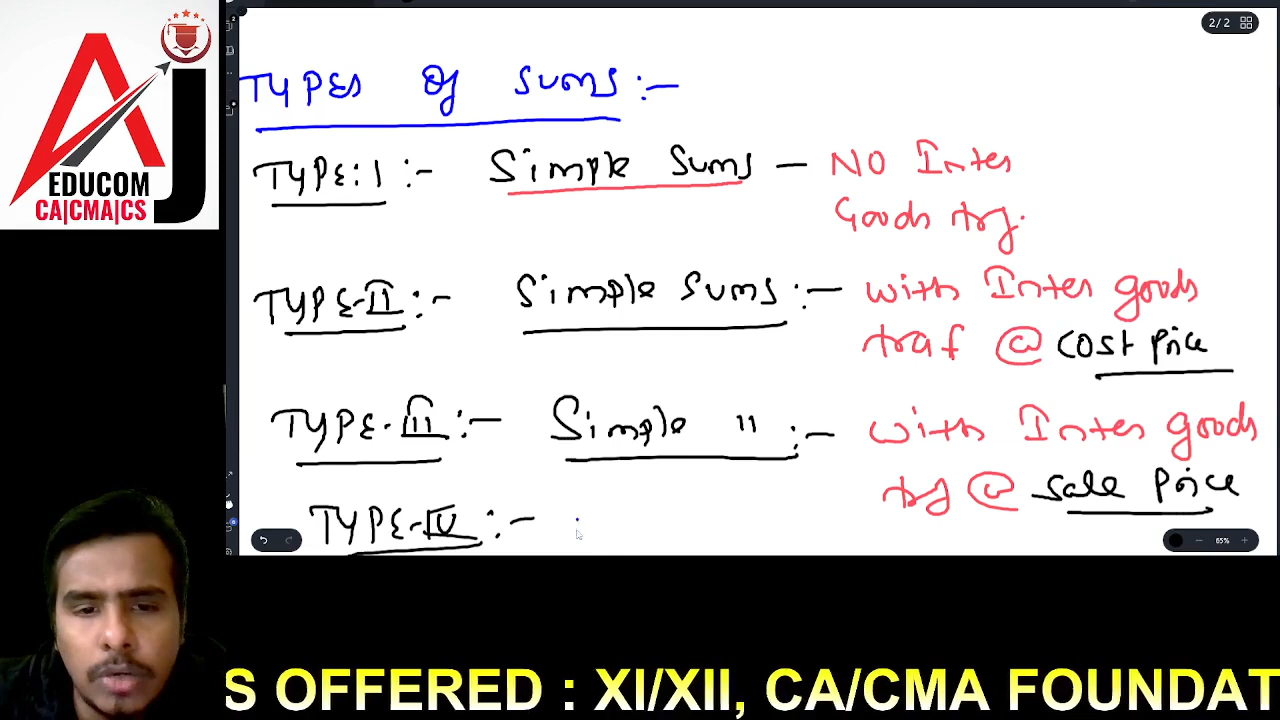 AJ
EDUCOM
CA|CMA|CS
2/2
TYPES Of SUMS :-
TYPE:1 :- Simple Sums - NO Inter
Goods trf.
TYPE-II :- Simple Sums :- with Inter goods
traf @ COST Price
TYPE-III :- Simple " :- with Inter goods
trf @ Sale Price
TYPE-IV :-
65%
S OFFERED : XI/XII, CA/CMA FOUNDAT